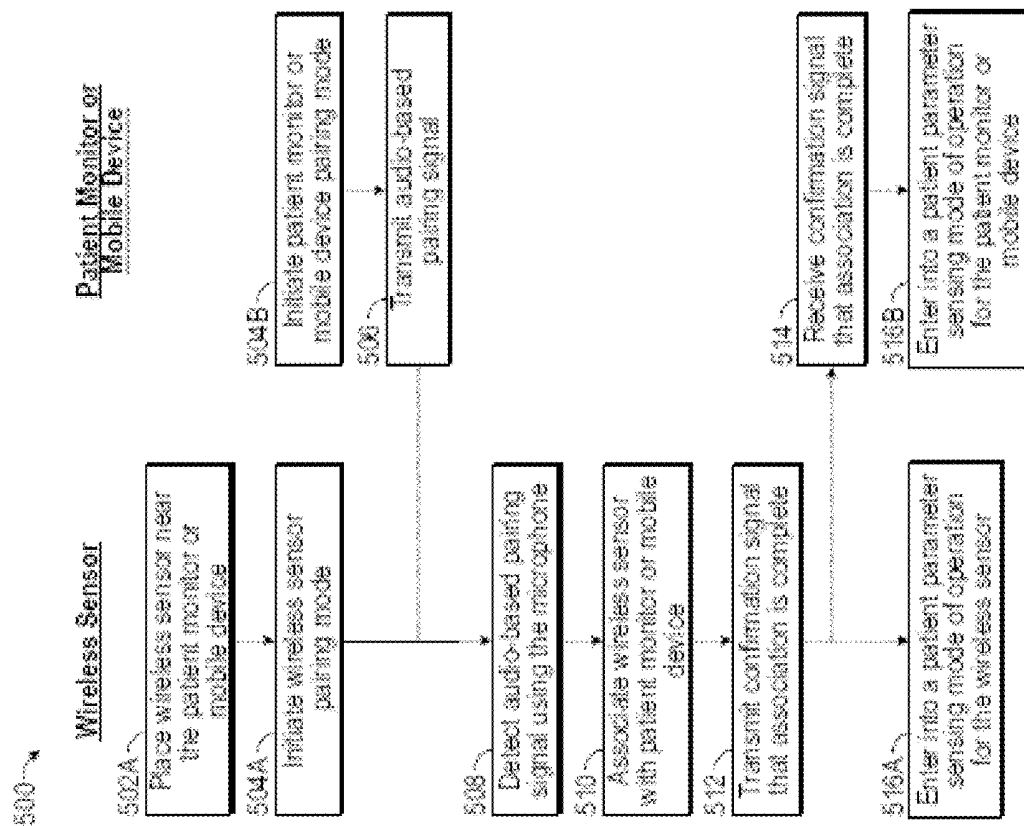 500
Wireless Sensor
502A
Place wireless sensor near
the patient monitor or
mobile device
504A
Initiate wireless sensor
pairing mode
508
Detect audio-based pairing
signal using the microphone
510
Associate wireless sensor
with patient monitor or mobile
device
512
Transmit confirmation signal
that association is complete
516A
Enter into a patient parameter
sensing mode of operation
for the wireless sensor
Patient Monitor or
Mobile Device
504B
Initiate patient monitor or
mobile device pairing mode
506
Transmit audio-based
pairing signal
514
Receive confirmation signal
that association is complete
516B
Enter into a patient parameter
sensing mode of operation
for the patient monitor or
mobile device